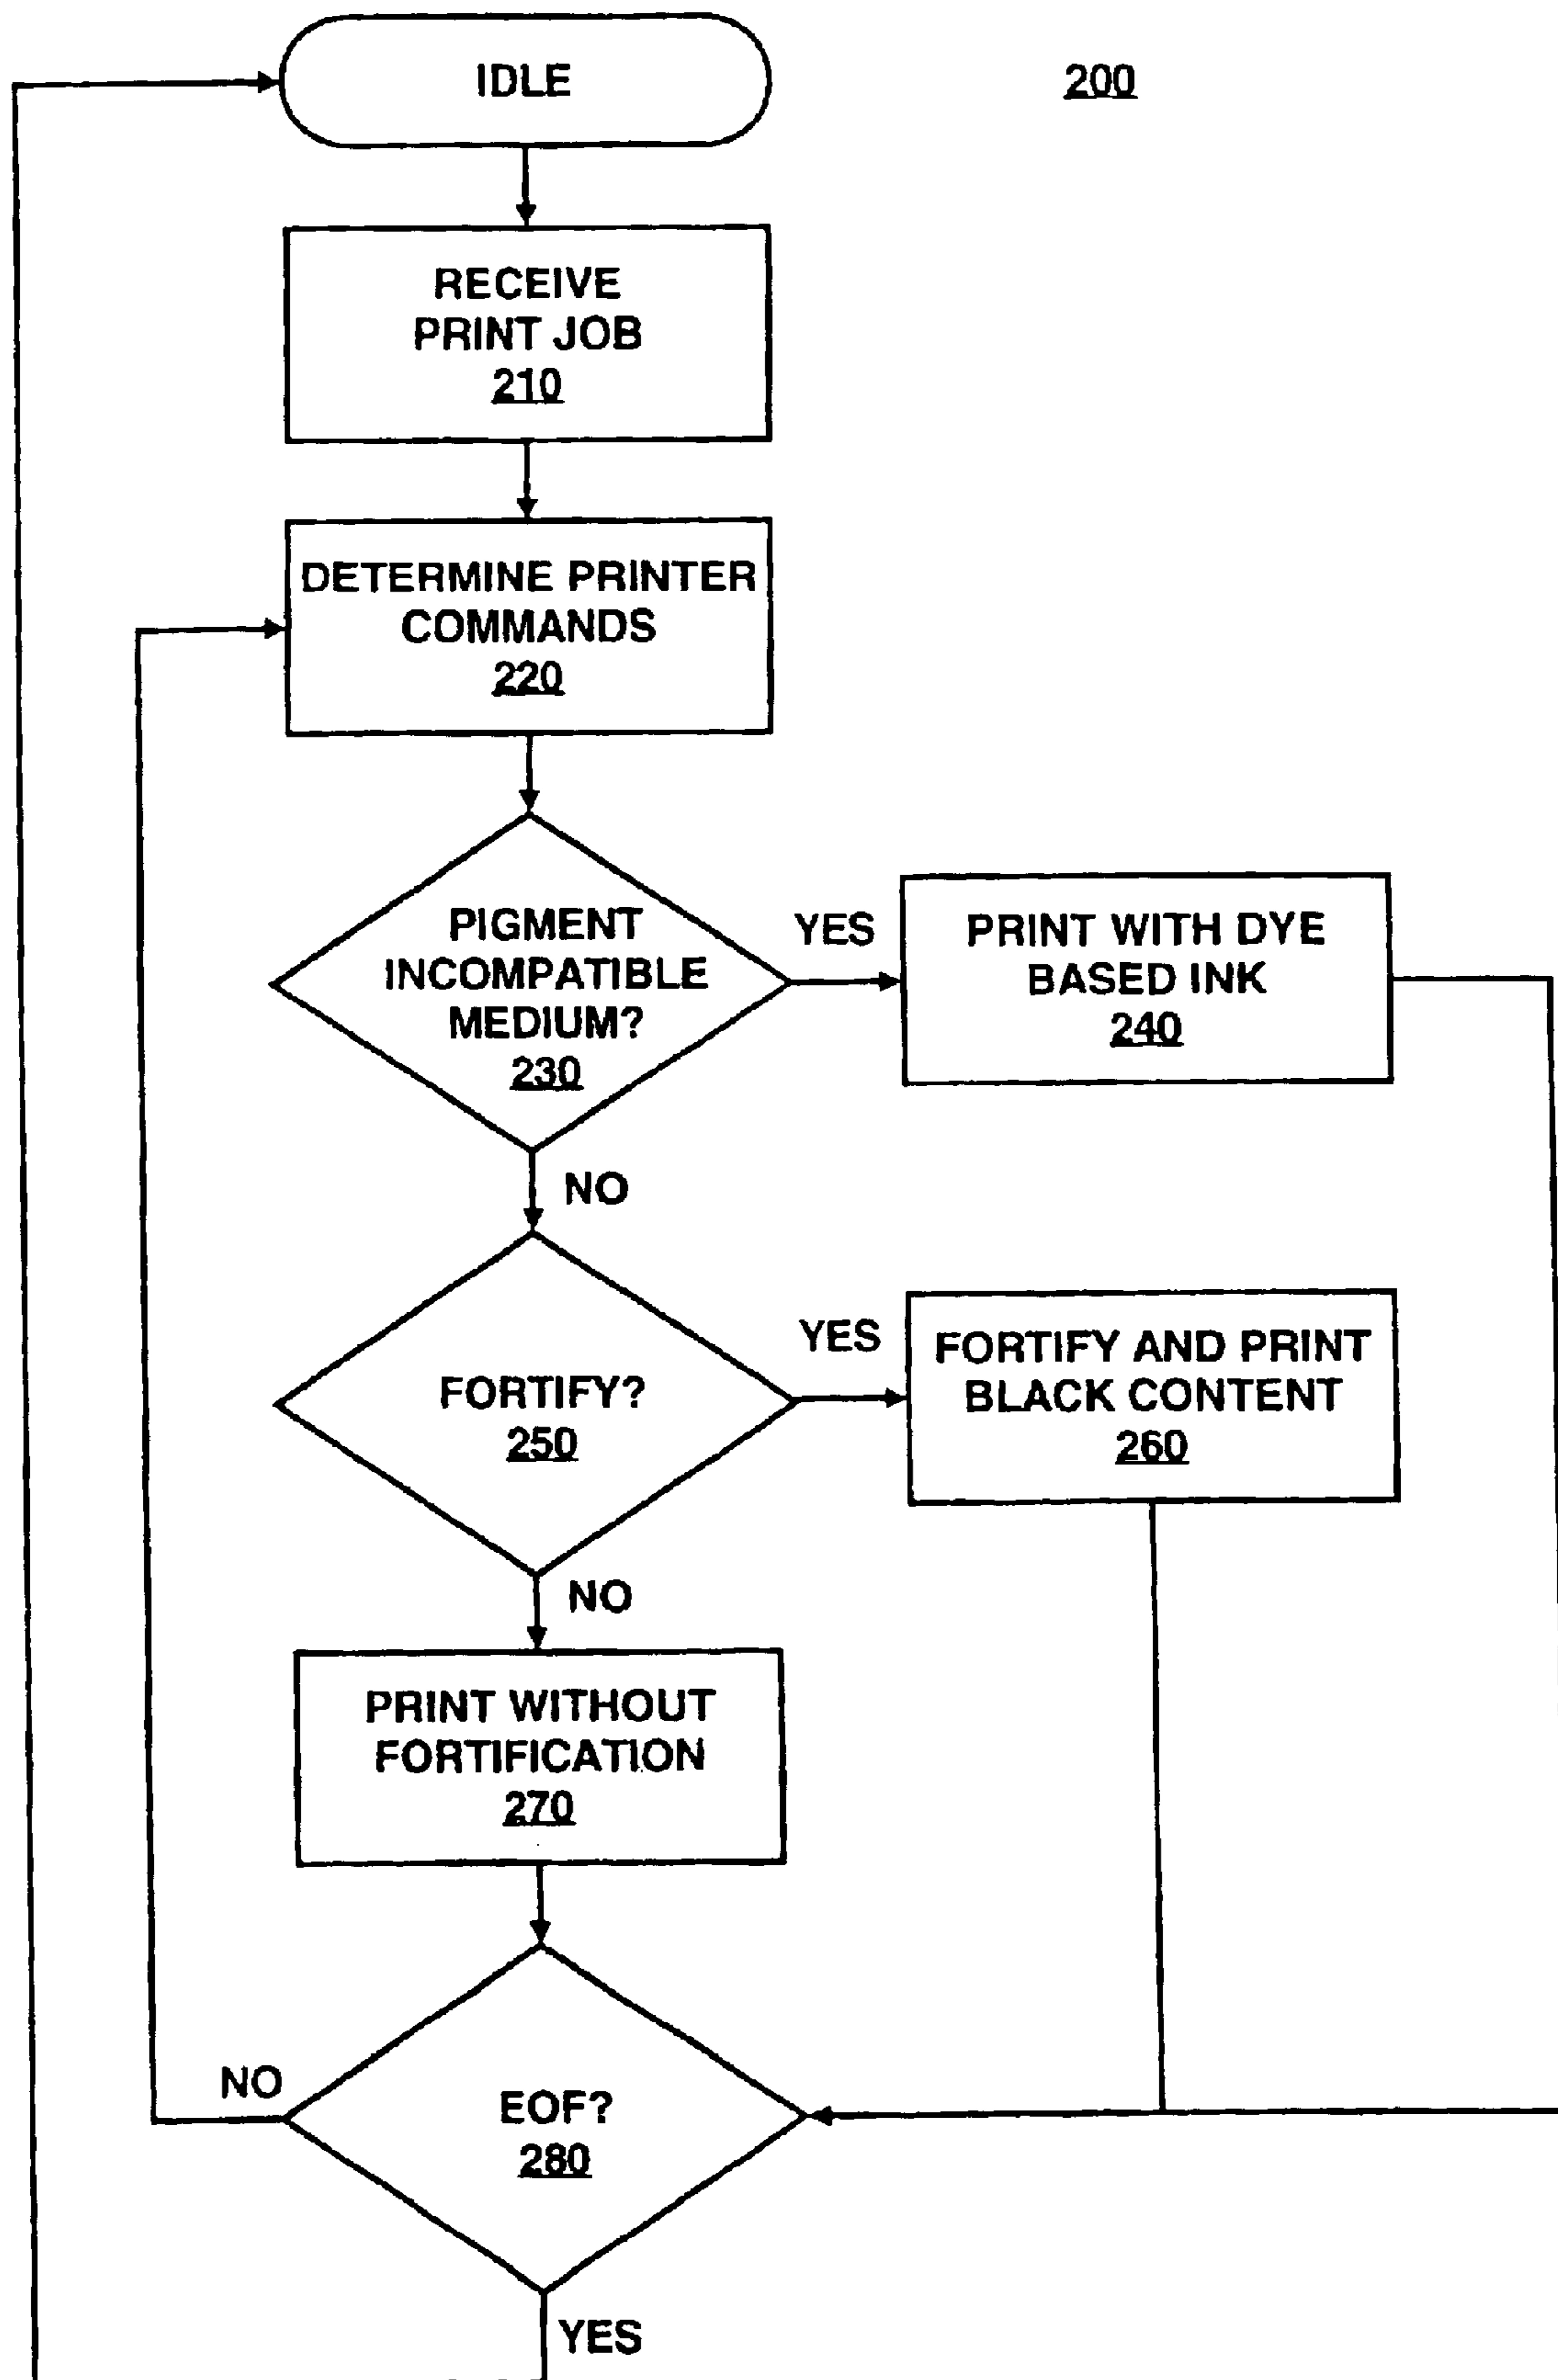 IDLE
200
RECEIVE
PRINT JOB
210
DETERMINE PRINTER
COMMANDS
220
PIGMENT
INCOMPATIBLE
MEDIUM?
230
YES
PRINT WITH DYE
BASED INK
240
NO
FORTIFY?
250
YES
FORTIFY AND PRINT
BLACK CONTENT
260
NO
PRINT WITHOUT
FORTIFICATION
270
NO
EOF?
280
YES